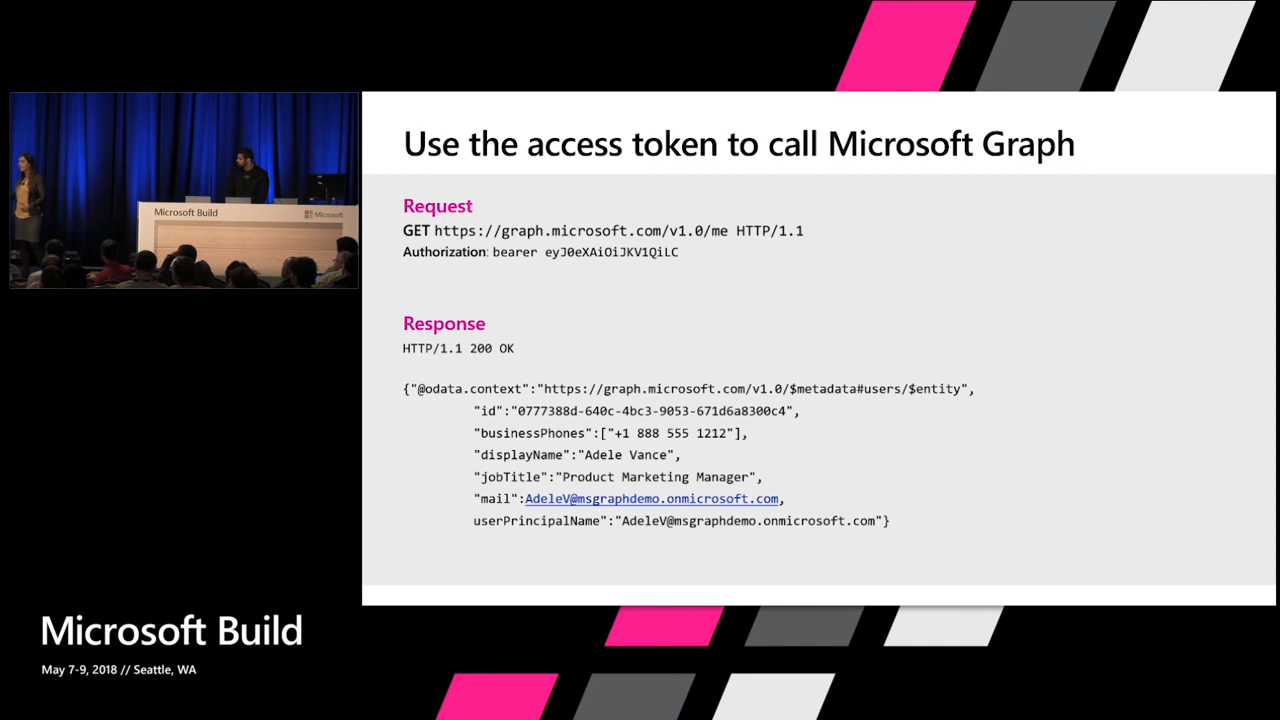 Use the access token to call Microsoft Graph
Request
GET https://graph.microsoft.com/v1.0/me HTTP/1.1
Authorization: bearer eyJ0eXAiOiJKV1QiLC
Response
HTTP/1.1 200 OK
{"@odata.context":"https://graph.microsoft.com/v1.0/$metadata#users/$entity",
"id":"0777388d-640c-4bc3-9053-671d6a8300c4",
"businessPhones":["+1 888 555 1212"],
"displayName":"Adele Vance",
"jobTitle":"Product Marketing Manager",
"mail":AdeleV@msgraphdemo.onmicrosoft.com,
userPrincipalName":"AdeleV@msgraphdemo.onmicrosoft.com"}
Microsoft Build
Microsoft
Microsoft Build
May 7-9, 2018 // Seattle, WA